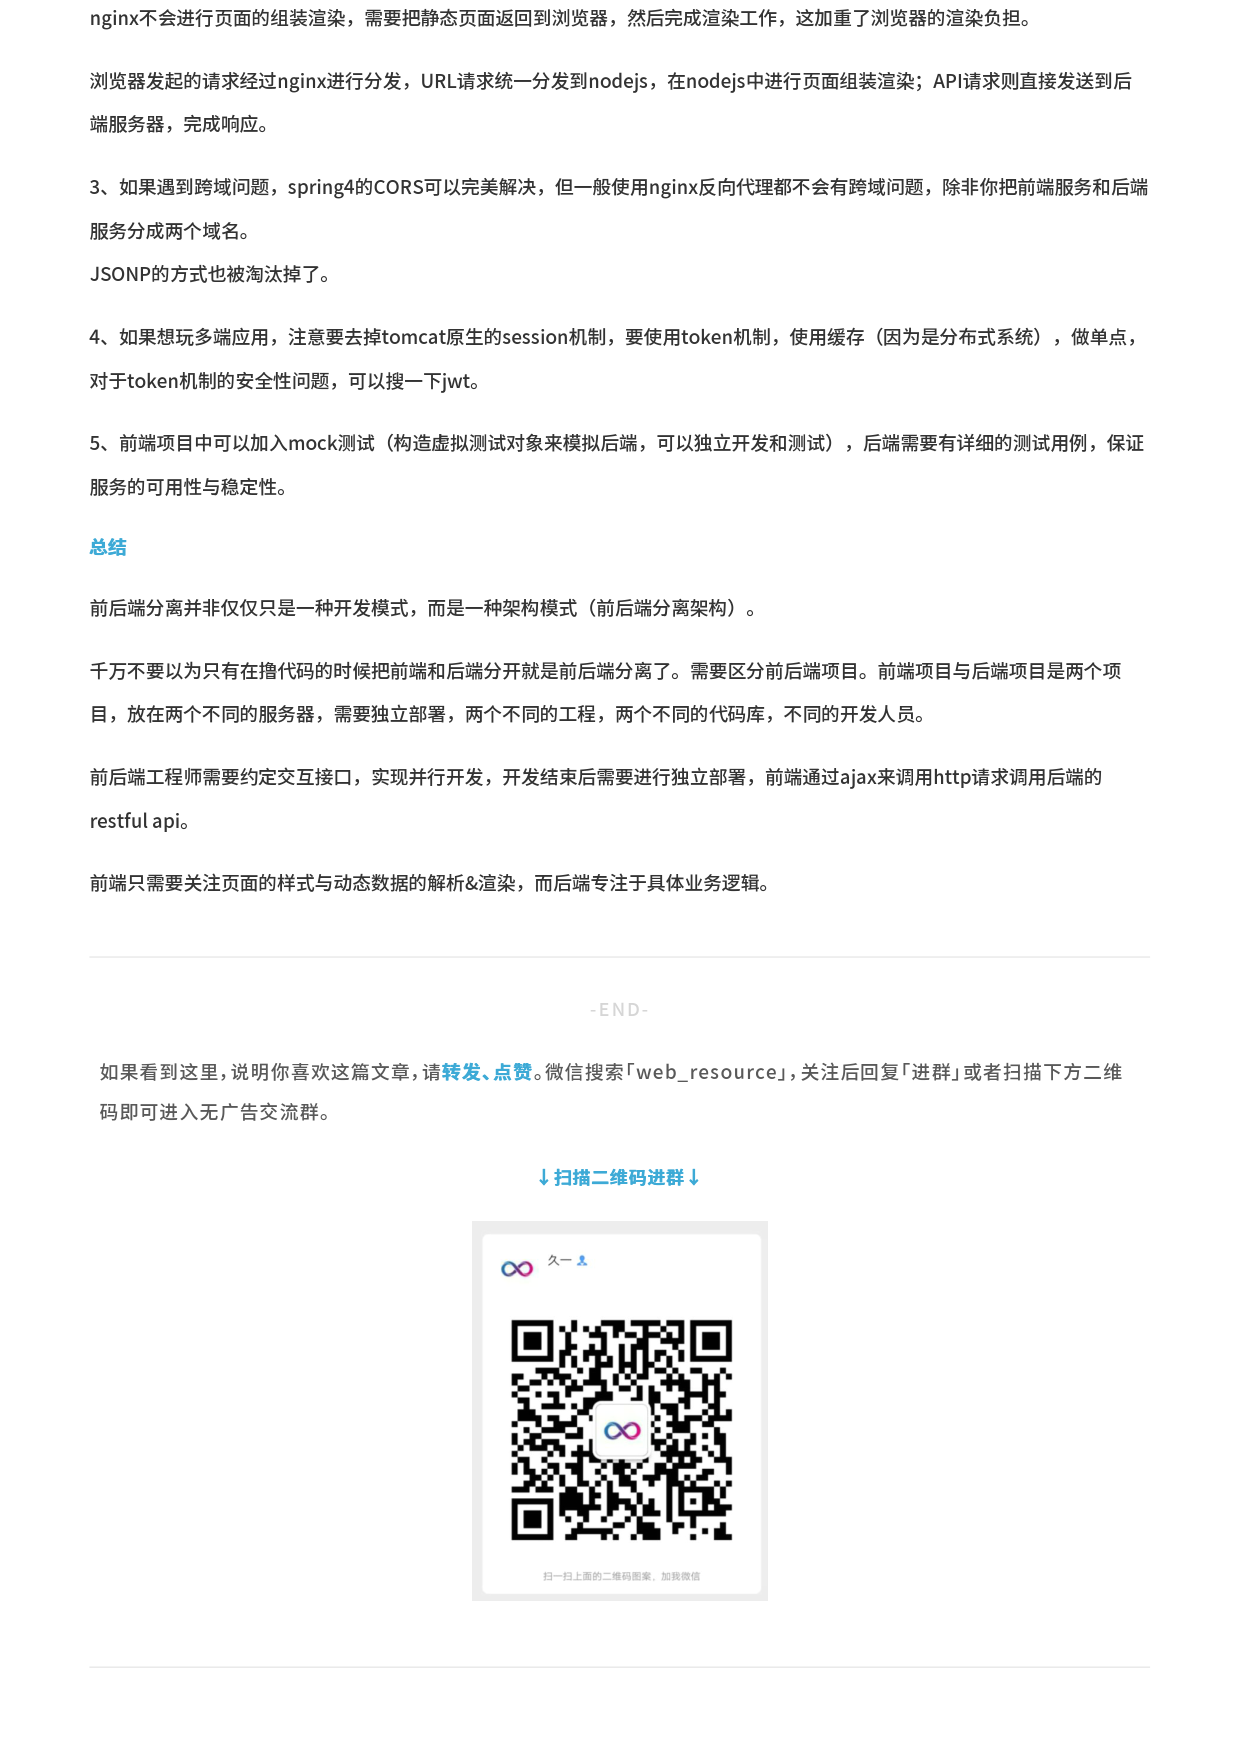 nginx不会进行页面的组装渲染，需要把静态页面返回到浏览器，然后完成渲染工作，这加重了浏览器的渲染负担。
浏览器发起的请求经过nginx进行分发，URL请求统一分发到nodejs，在nodejs中进行页面组装渲染；API请求则直接发送到后
端服务器，完成响应。
3、如果遇到跨域问题，spring4的CORS可以完美解决，但一般使用nginx反向代理都不会有跨域问题，除非你把前端服务和后端
服务分成两个域名。
JSONP的方式也被淘汰掉了。
4、如果想玩多端应用，注意要去掉tomcat原生的session机制，要使用token机制，使用缓存（因为是分布式系统），做单点，
对于token机制的安全性问题，可以搜一下jwt。
5、前端项目中可以加入mock测试（构造虚拟测试对象来模拟后端，可以独立开发和测试），后端需要有详细的测试用例，保证
服务的可用性与稳定性。
总结
前后端分离并非仅仅只是一种开发模式，而是一种架构模式（前后端分离架构）。
千万不要以为只有在撸代码的时候把前端和后端分开就是前后端分离了。需要区分前后端项目。前端项目与后端项目是两个项
目，放在两个不同的服务器，需要独立部署，两个不同的工程，两个不同的代码库，不同的开发人员。
前后端工程师需要约定交互接口，实现并行开发，开发结束后需要进行独立部署，前端通过ajax来调用http请求调用后端的
restful api。
前端只需要关注页面的样式与动态数据的解析&渲染，而后端专注于具体业务逻辑。
-END-
如果看到这里，说明你喜欢这篇文章，请转发、点赞。微信搜索「web_resource」，关注后回复「进群」或者扫描下方二维
码即可进入无广告交流群。
↓扫描二维码进群↓
久一
扫一扫上面的二维码图案，加我微信